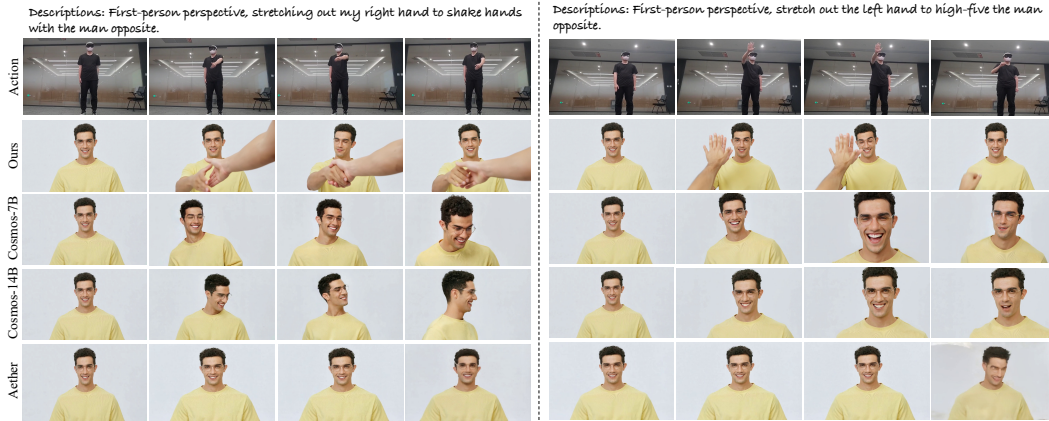 Descriptions: First-person perspective, stretching out my right hand to shake hands
with the man opposite.
Descriptions: First-person perspective, stretch out the left hand to high-five the man
opposite.
Action
Ours
Cosmos-7B
Cosmos-14B
Aether